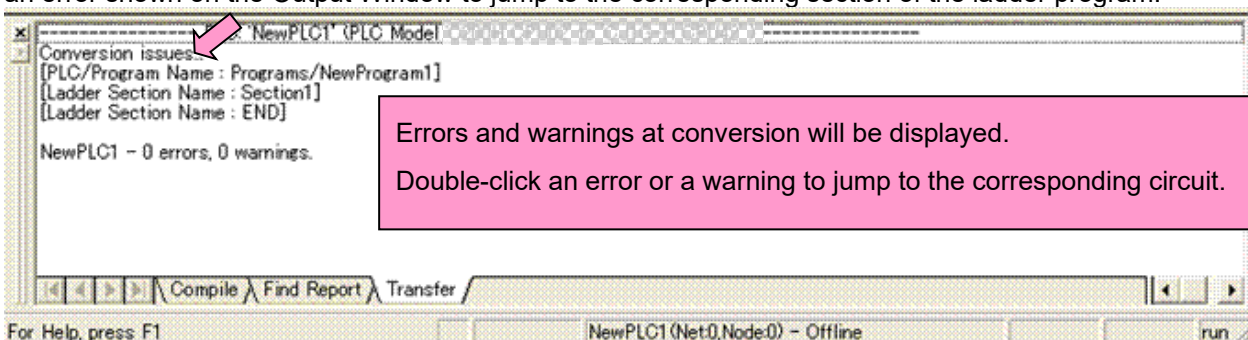 an error shown on the Output Window to jump to the corresponding section of the ladder program.
'NewPLC1' (PLC Model
Conversion issues..
[PLC/Program Name : Programs/NewProgram1]
[Ladder Section Name : Section1]
[Ladder Section Name : END]
NewPLC1 - 0 errors, 0 warnings.
Errors and warnings at conversion will be displayed.
Double-click an error or a warning to jump to the corresponding circuit.
Compile Find Report Transfer
For Help, press F1 NewPLC1(Net:0,Node:0) - Offline run